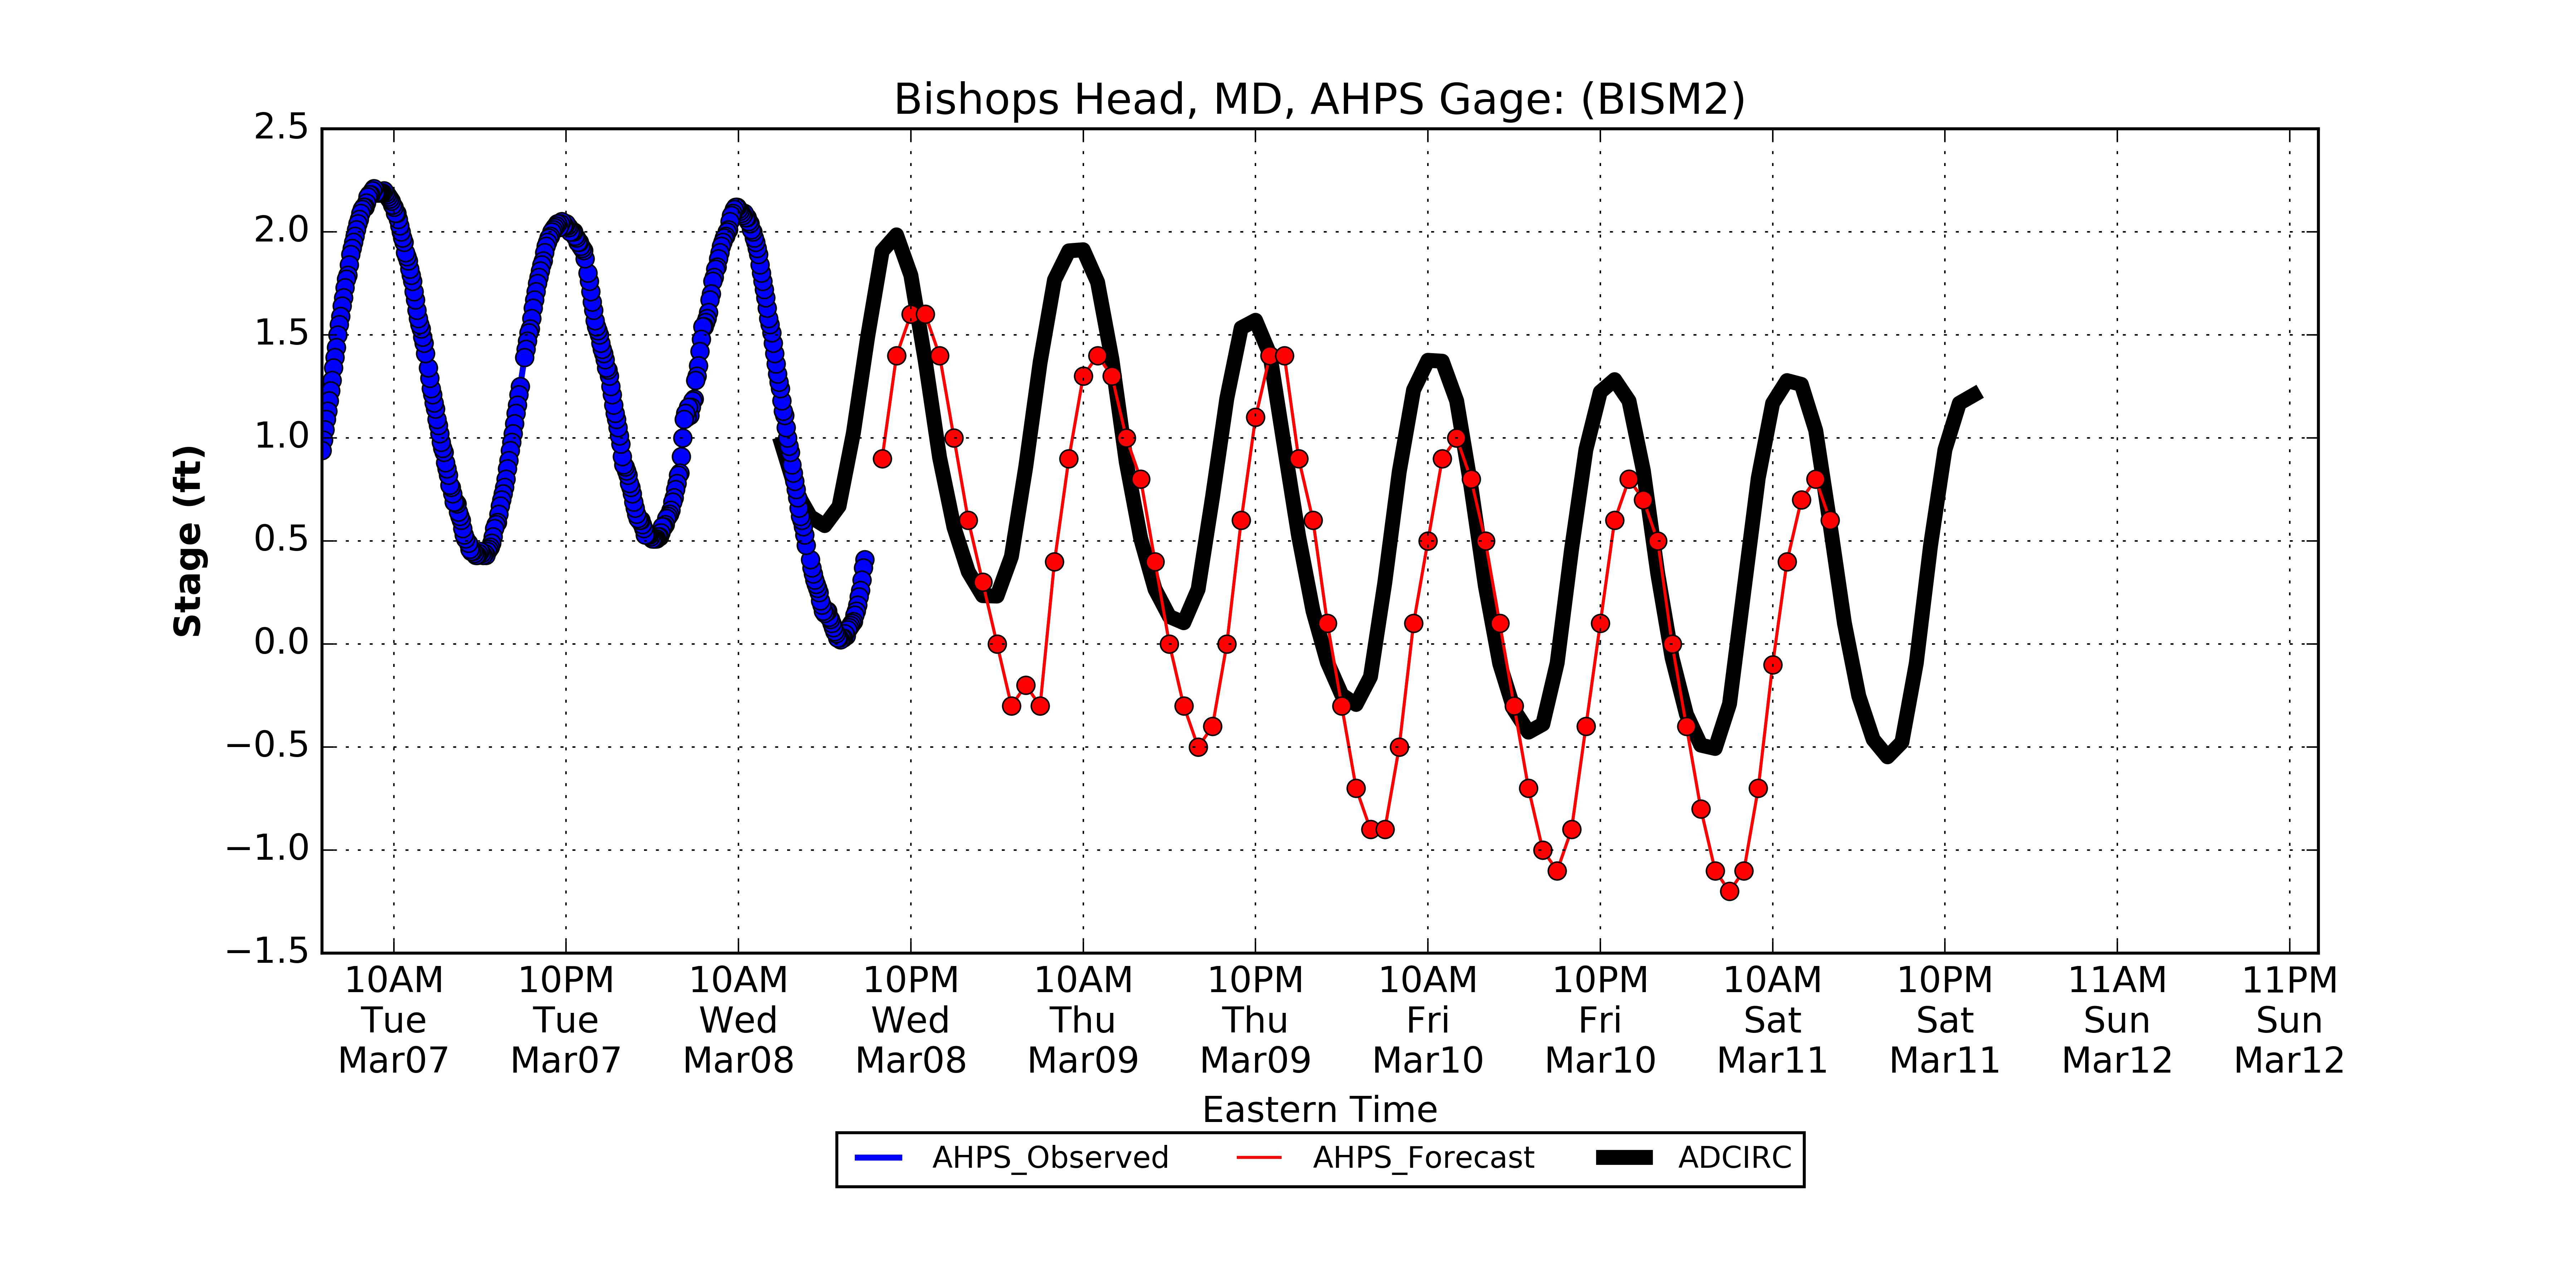 Bishops Head, MD, AHPS Gage: (BISM2)
2.5
2.0
1.5
1.0
0.5
0.0
−0.5
−1.0
−1.5
Stage (ft)
10AM 10PM 10AM 10PM 10AM 10PM 10AM 10PM 10AM 10PM 11AM 11PM
Tue Tue Wed Wed Thu Thu Fri Fri Sat Sat Sun Sun
Mar07 Mar07 Mar08 Mar08 Mar09 Mar09 Mar10 Mar10 Mar11 Mar11 Mar12 Mar12
Eastern Time
AHPS_Observed AHPS_Forecast ADCIRC